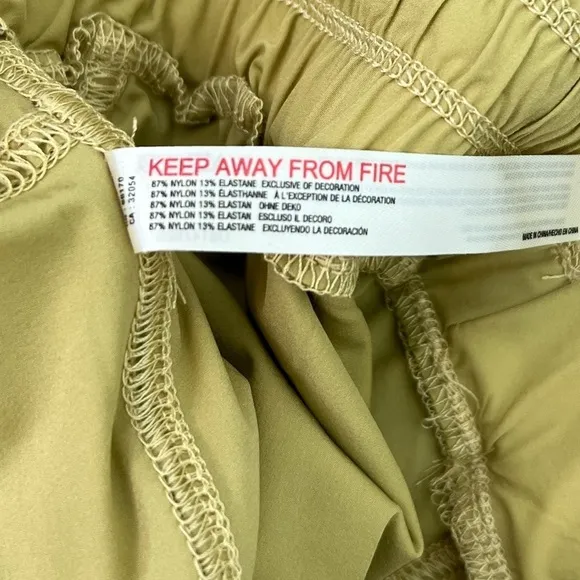 KEEP AWAY FROM FIRE
87% NYLON 13% ELASTANE EXCLUSIVE OF DECORATION
87% NYLON 13% ÉLASTHANNE À L'EXCEPTION DE LA DÉCORATION
87% NYLON 13% ELASTAN OHNE DEKO
87% NYLON 13% ELASTAN ESCLUSO IL DECORO
87% NYLON 13% ELASTANE EXCLUYENDO LA DECORACIÓN
CA: 32054
MADE IN CHINA/HECHO EN CHINA